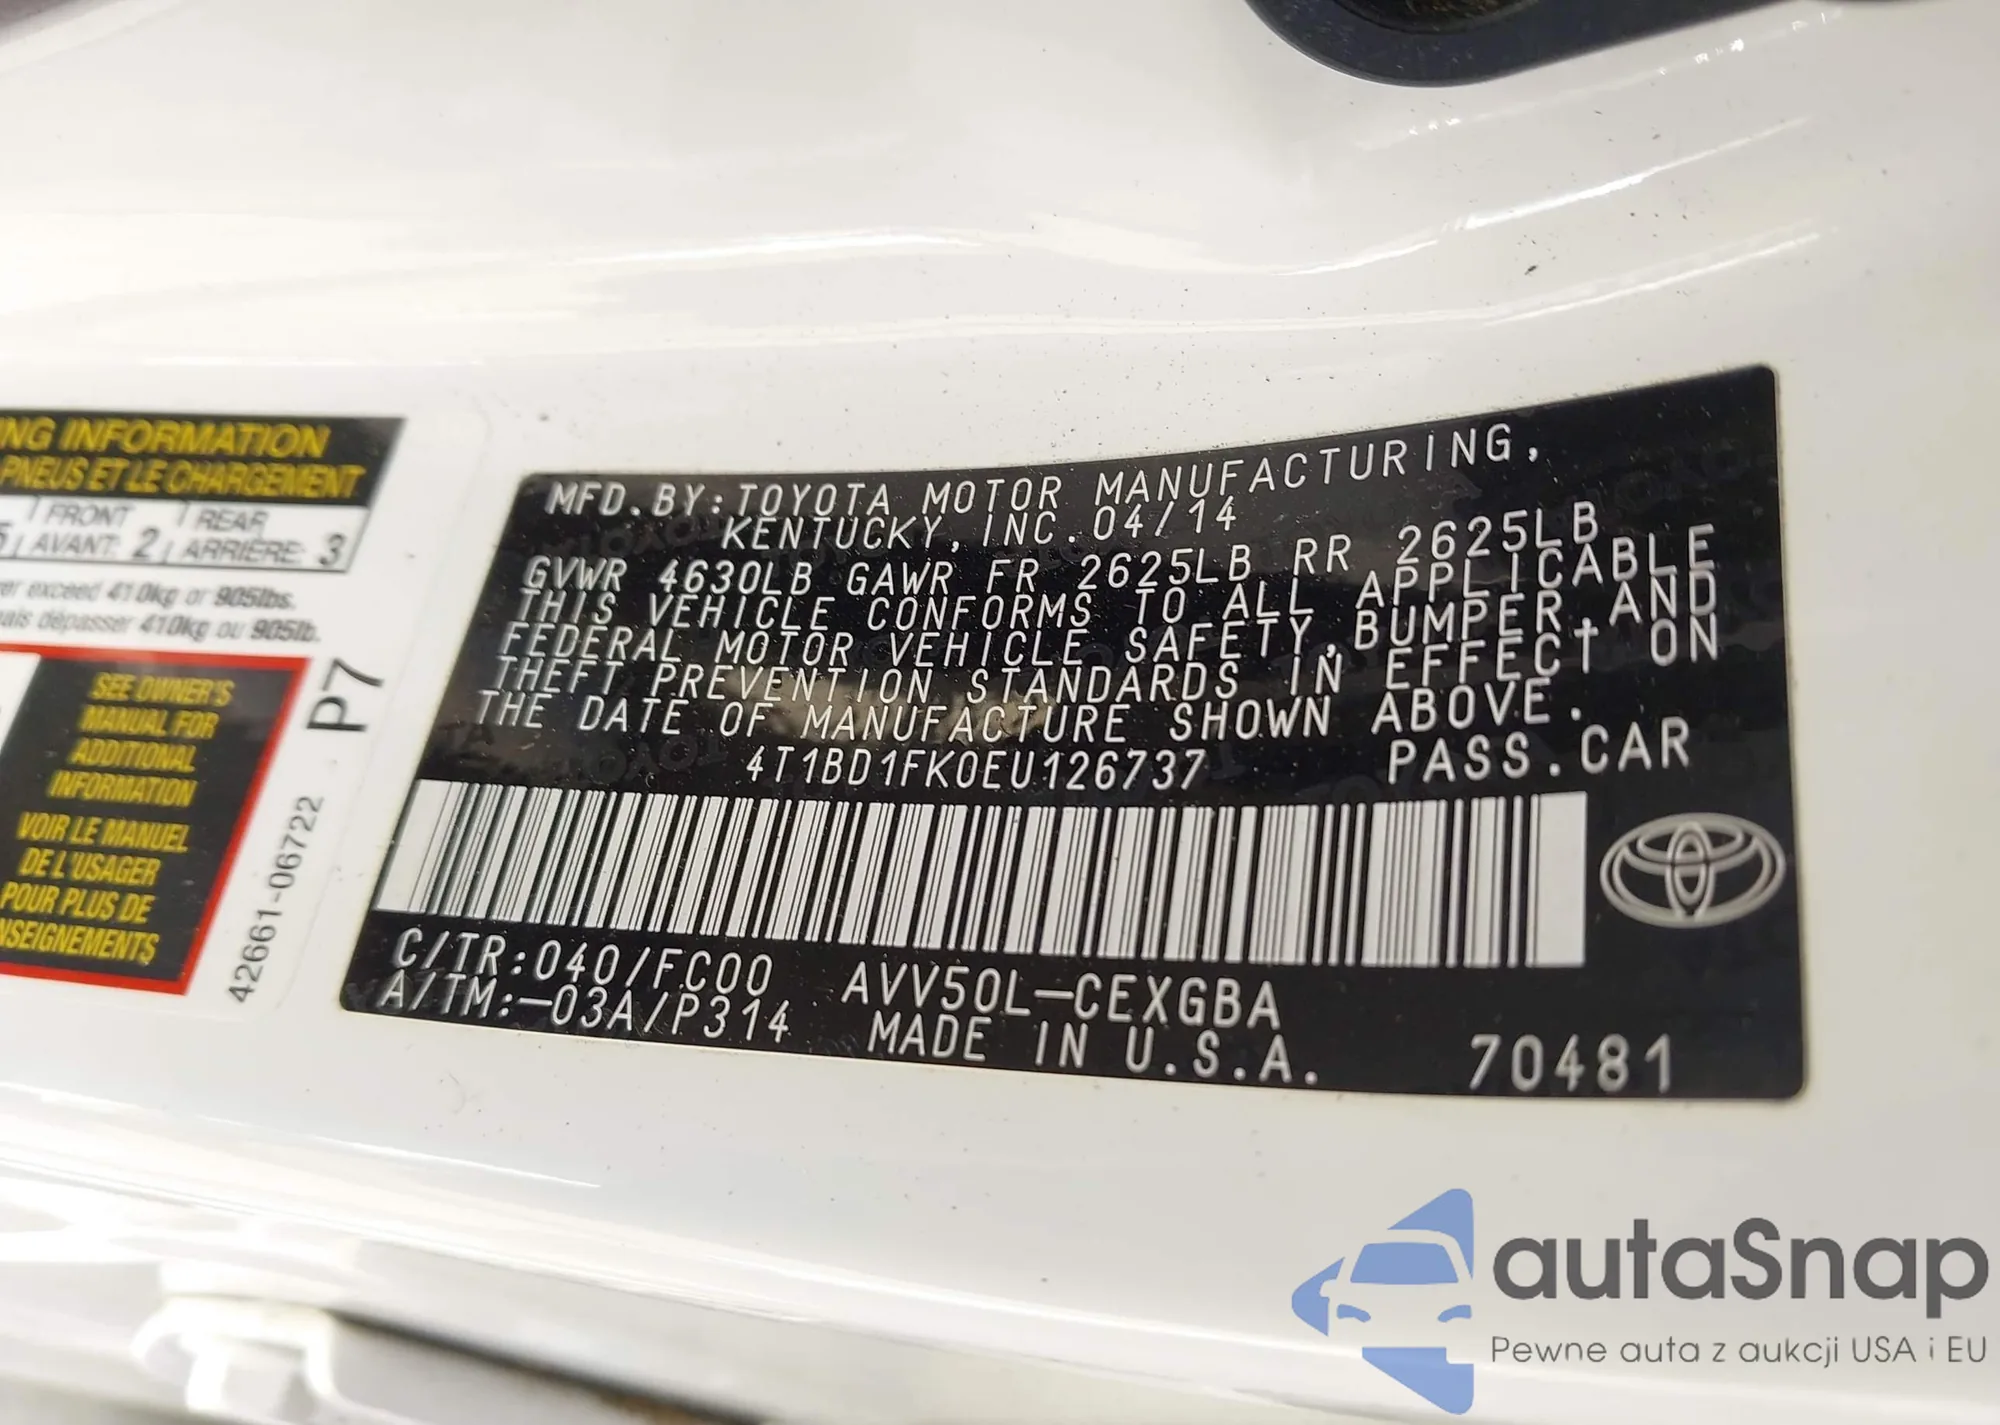 ING INFORMATION
PNEUS ET LE CHARGEMENT
FRONT REAR
5 AVANT: 2 ARRIÈRE: 3
er exceed 410kg or 905lbs.
ais dépasser 410kg ou 905lb.
SEE OWNER'S
MANUAL FOR
ADDITIONAL
INFORMATION
VOIR LE MANUEL
DE L'USAGER
POUR PLUS DE
NSEIGNEMENTS
42661-06722 P7
MFD.BY:TOYOTA MOTOR MANUFACTURING,
KENTUCKY, INC. 04/14
GVWR 4630LB GAWR FR 2625LB RR 2625LB
THIS VEHICLE CONFORMS TO ALL APPLICABLE
FEDERAL MOTOR VEHICLE SAFETY,BUMPER,AND
THEFT PREVENTION STANDARDS IN EFFECT ON
THE DATE OF MANUFACTURE SHOWN ABOVE.
4T1BD1FK0EU126737 PASS.CAR
C/TR:040/FC00 AVV50L-CEXGBA
A/TM:-03A/P314 MADE IN U.S.A. 70481
autaSnap
Pewne auta z aukcji USA i EU